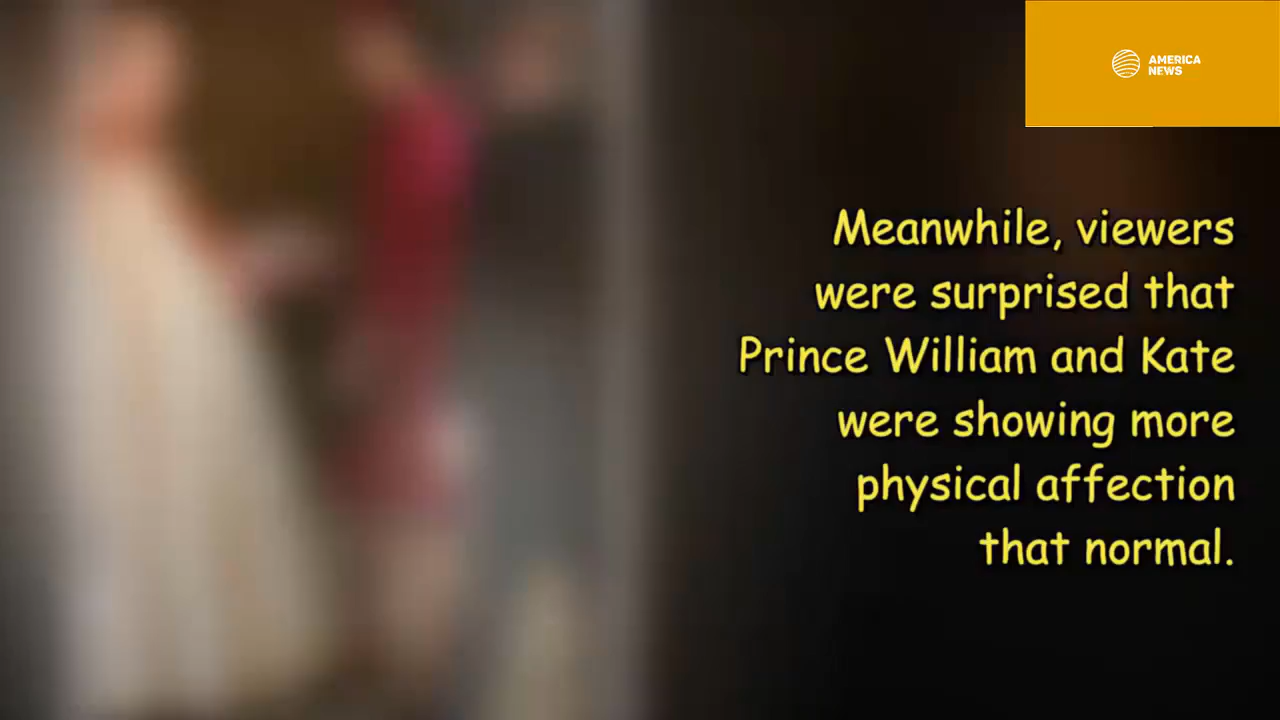 AMERICA
NEWS
Meanwhile, viewers
were surprised that
Prince William and Kate
were showing more
physical affection
that normal.